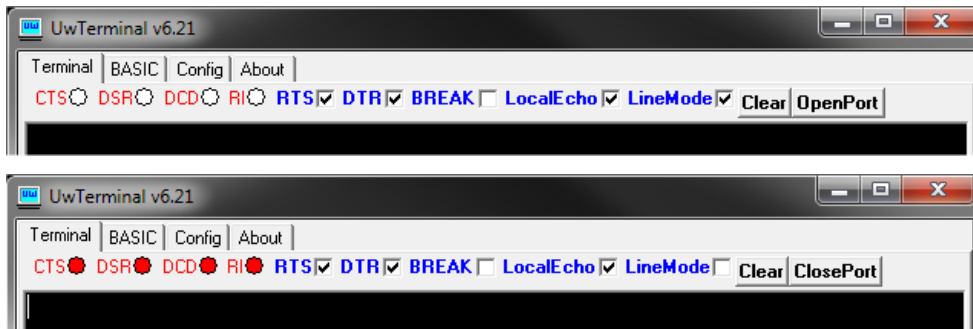 UwTerminal v6.21
Terminal BASIC Config About
CTS DSR DCD RI RTS DTR BREAK LocalEcho LineMode Clear OpenPort
UwTerminal v6.21
Terminal BASIC Config About
CTS DSR DCD RI RTS DTR BREAK LocalEcho LineMode Clear ClosePort